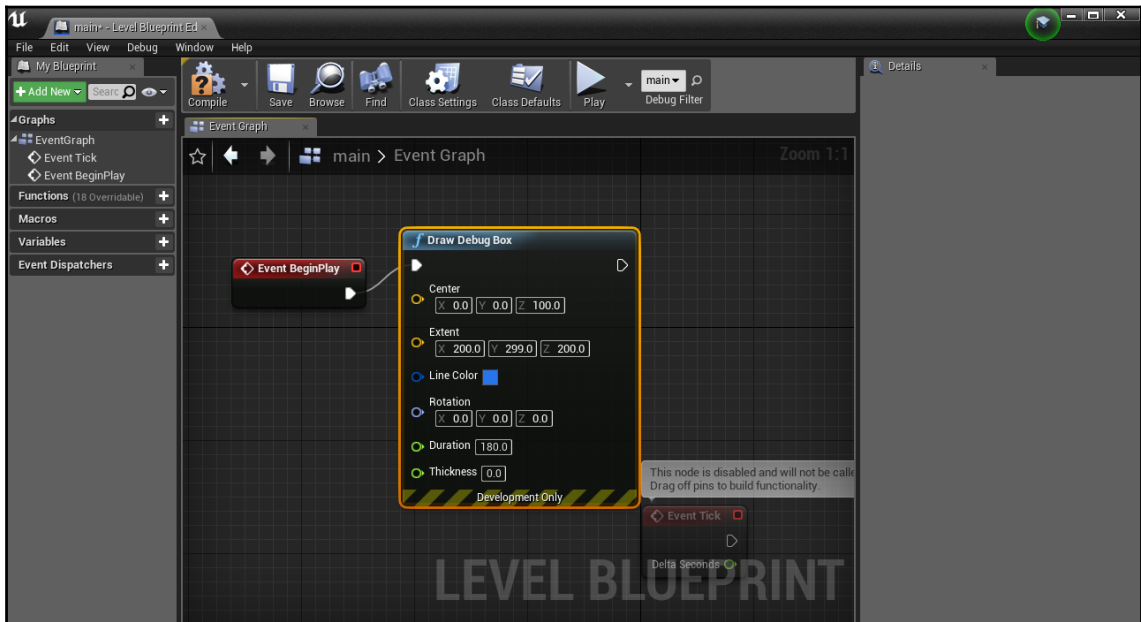 main* - Level Blueprint Ed
File Edit View Debug Window Help
My Blueprint
Details
+ Add New
Searc
Compile
Save
Browse
Find
Class Settings
Class Defaults
Play
main
Debug Filter
Graphs
EventGraph
Event Tick
Event BeginPlay
Functions (18 Overridable)
Macros
Variables
Event Dispatchers
Event Graph
main > Event Graph
Zoom 1:1
Event BeginPlay
f Draw Debug Box
Center
X 0.0 Y 0.0 Z 100.0
Extent
X 200.0 Y 299.0 Z 200.0
Line Color
Rotation
X 0.0 Y 0.0 Z 0.0
Duration 180.0
Thickness 0.0
Development Only
This node is disabled and will not be calle
Drag off pins to build functionality.
Event Tick
Delta Seconds
LEVEL BLUEPRINT